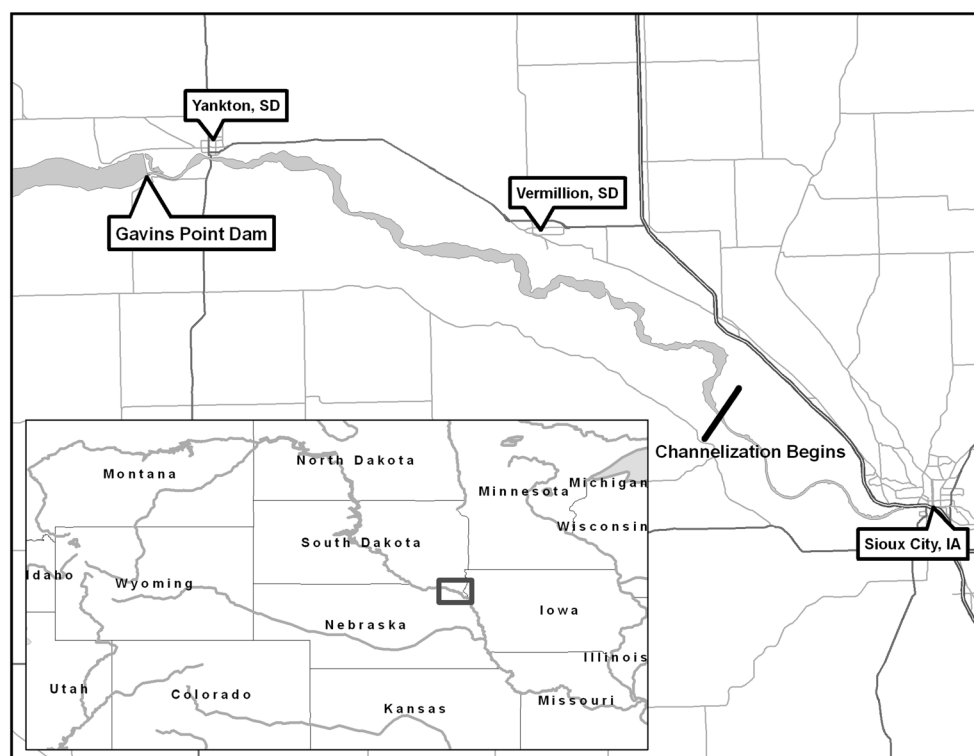 Yankton, SD
Vermillion, SD
Gavins Point Dam
Channelization Begins
Sioux City, IA
North Dakota
Montana
Minnesota
Michigan
Wisconsin
South Dakota
Idaho
Wyoming
Iowa
Nebraska
Illinois
Utah
Colorado
Missouri
Kansas